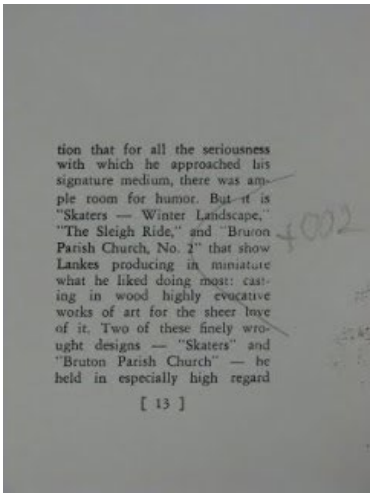 tion that for all the seriousness
with which he approached his
signature medium, there was am-
ple room for humor. But it is
"Skaters — Winter Landscape,"
"The Sleigh Ride," and "Bruton
Parish Church, No. 2" that show
Lankes producing in miniature
what he liked doing most: cast-
ing in wood highly evocative
works of art for the sheer love
of it. Two of these finely wro-
ught designs — "Skaters" and
"Bruton Parish Church" — he
held in especially high regard
[ 13 ]